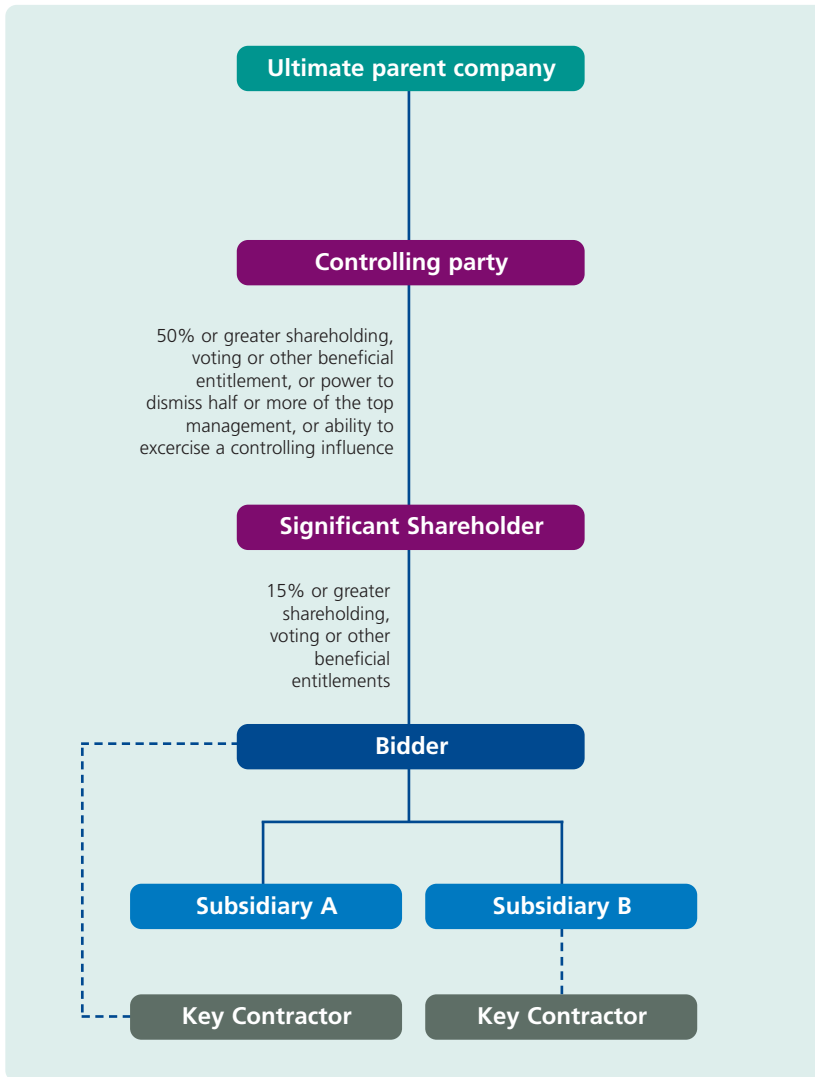 Ultimate parent company
Controlling party
50% or greater shareholding,
voting or other beneficial
entitlement, or power to
dismiss half or more of the top
management, or ability to
excercise a controlling influence
Significant Shareholder
15% or greater
shareholding,
voting or other
beneficial
entitlements
Bidder
Subsidiary A
Subsidiary B
Key Contractor
Key Contractor